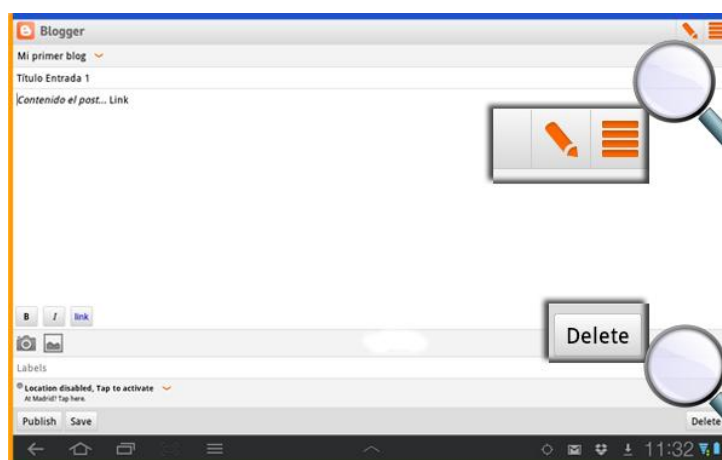 Blogger
Mi primer blog
Título Entrada 1
Contenido el post... Link
B I link
Delete
Labels
Location disabled, Tap to activate
At Madrid? Tap here.
Publish Save Delete
11:32